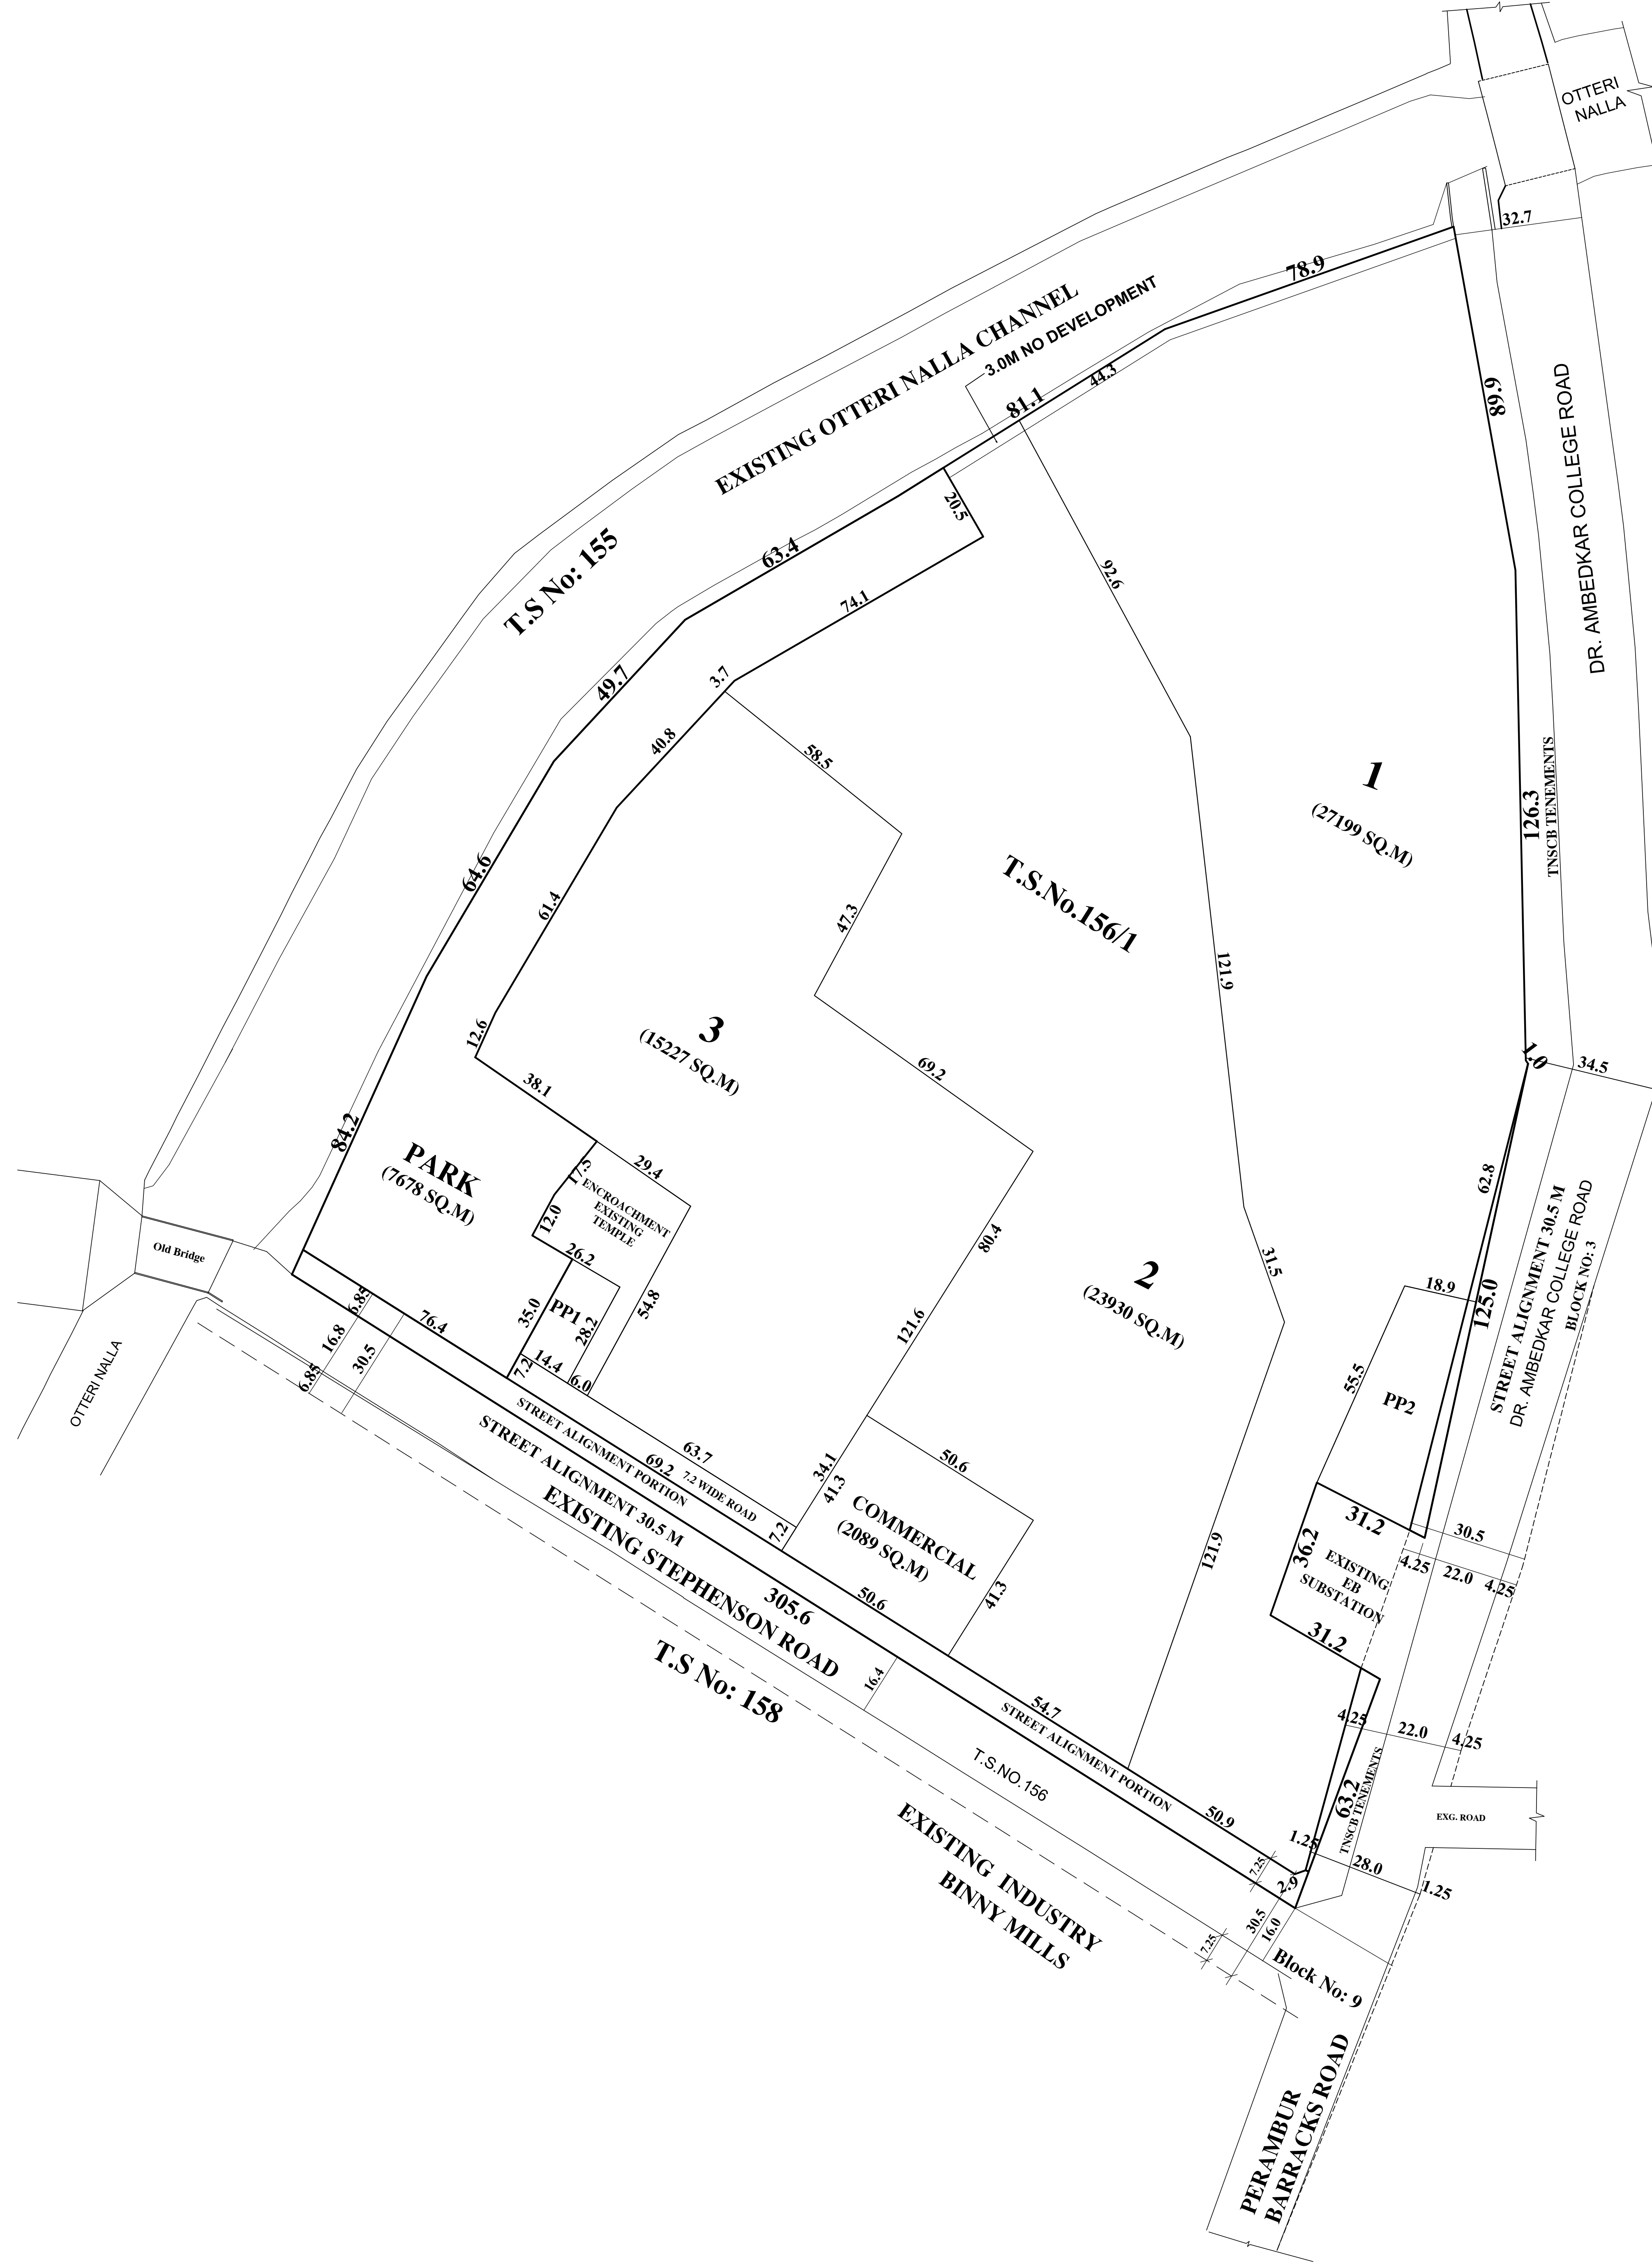 OTTERI
NALLA
32.7
78.9
EXISTING OTTERI NALLA CHANNEL
3.0M NO DEVELOPMENT
44.3
81.1
89.9
DR. AMBEDKAR COLLEGE ROAD
20.5
63.4
T.S No: 155
92.6
74.1
3.7
49.7
40.8
58.5
1
(27199 SQ.M)
126.3
TNSCB TENEMENTS
64.6
61.4
47.3
T.S.No.156/1
121.9
12.6
3
(15227 SQ.M)
69.2
1.0
34.5
38.1
84.2
PARK
(7678 SQ.M)
17.5
29.4
ENCROACHMENT
EXISTING
TEMPLE
12.0
26.2
62.8
STREET ALIGNMENT 30.5 M
DR. AMBEDKAR COLLEGE ROAD
BLOCK NO: 3
Old Bridge
80.4
31.5
2
(23930 SQ.M)
18.9
125.0
6.85
16.8
6.85
30.5
76.4
35.0
PP1
28.2
54.8
121.6
7.2
14.4
6.0
55.5
PP2
OTTERI NALLA
STREET ALIGNMENT PORTION
STREET ALIGNMENT 30.5 M
EXISTING STEPHENSON ROAD
69.2
63.7
7.2 WIDE ROAD
34.1
41.3
7.2
50.6
COMMERCIAL
(2089 SQ.M)
41.3
50.6
121.9
31.2
36.2
EXISTING
EB
SUBSTATION
31.2
30.5
4.25
22.0
4.25
305.6
T.S No: 158
16.4
54.7
STREET ALIGNMENT PORTION
T.S.NO.156
4.25
22.0
4.25
63.2
TNSCB TENEMENTS
EXG. ROAD
EXISTING INDUSTRY
BINNY MILLS
50.9
1.25
28.0
1.25
7.25
2.9
30.5
16.0
7.25
Block No: 9
PERAMBUR
BARRACKS ROAD